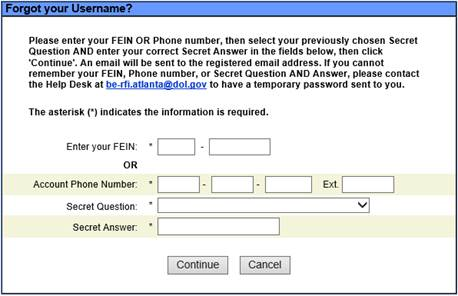 Forgot your Username?
Please enter your FEIN OR Phone number, then select your previously chosen Secret
Question AND enter your correct Secret Answer in the fields below, then click
'Continue'. An email will be sent to the registered email address. If you cannot
remember your FEIN, Phone number, or Secret Question AND Answer, please contact
the Help Desk at be-rfi.atlanta@dol.gov to have a temporary password sent to you.
The asterisk (*) indicates the information is required.
Enter your FEIN: * -
OR
Account Phone Number: * - - Ext.
Secret Question: *
Secret Answer: *
Continue Cancel